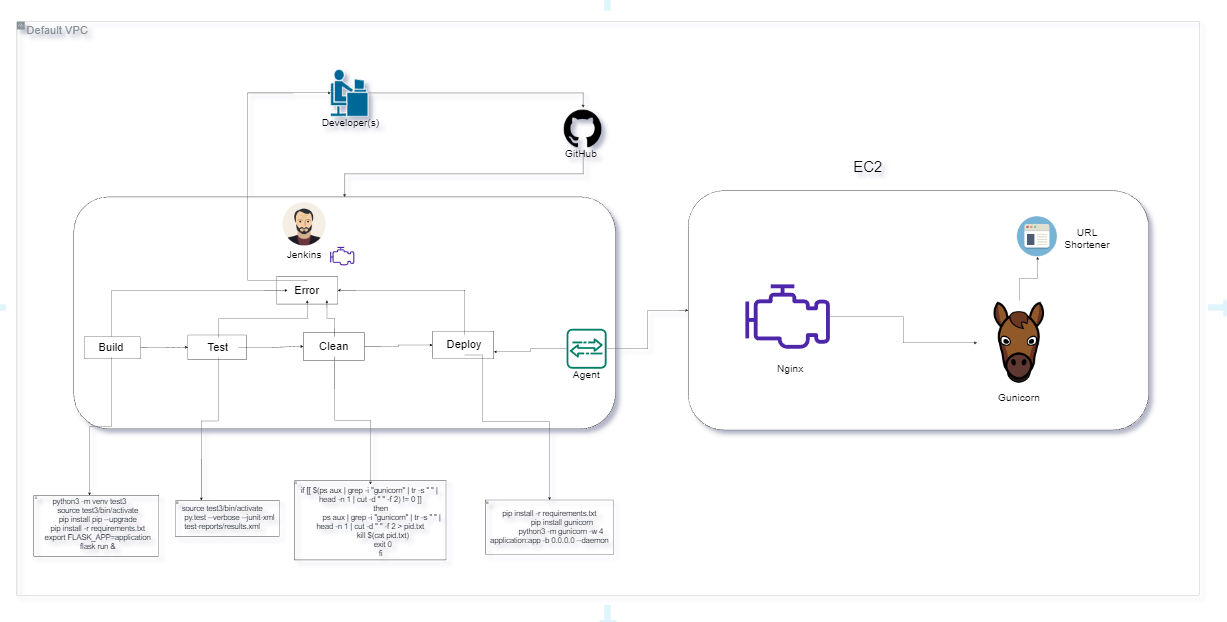 Default VPC
Developer(s)
GitHub
EC2
Jenkins
URL
Shortener
Error
Build
Test
Clean
Deploy
Agent
Nginx
Gunicorn
python3 -m venv test3
source test3/bin/activate
pip install pip --upgrade
pip install -r requirements.txt
export FLASK_APP=application
flask run &
source test3/bin/activate
py.test --verbose --junit-xml
test-reports/results.xml
if [[ $(ps aux | grep -i "gunicorn" | tr -s " " |
head -n 1 | cut -d " " -f 2) != 0 ]]
then
ps aux | grep -i "gunicorn" | tr -s " " |
head -n 1 | cut -d " " -f 2 > pid.txt
kill $(cat pid.txt)
exit 0
fi
pip install -r requirements.txt
pip install gunicorn
python3 -m gunicorn -w 4
application:app -b 0.0.0.0 --daemon